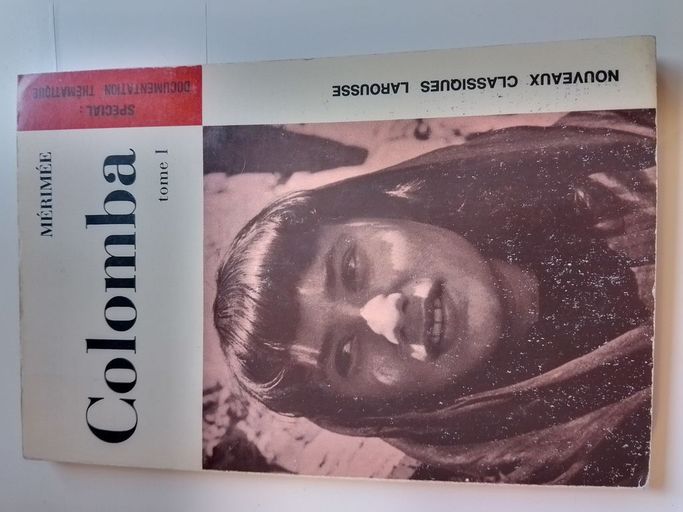 NOUVEAUX CLASSIQUES LAROUSSE
SPÉCIAL :
DOCUMENTATION THÉMATIQUE
MÉRIMÉE
Colomba
tome I